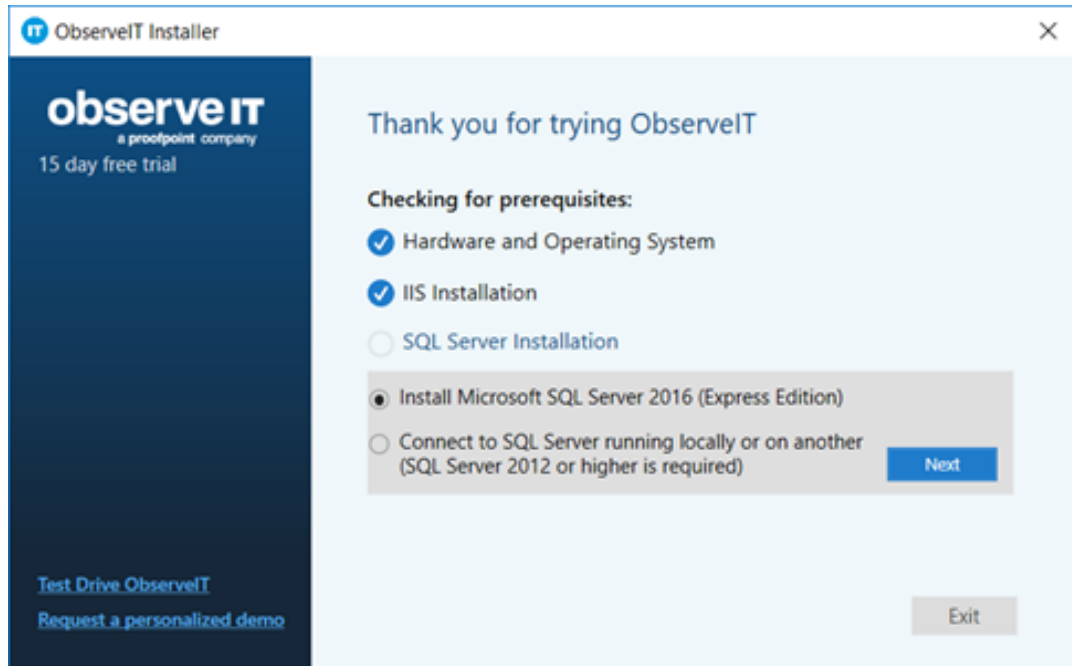 IT ObserveIT Installer
observe IT
a proofpoint company
15 day free trial
Thank you for trying ObserveIT
Checking for prerequisites:
Hardware and Operating System
IIS Installation
SQL Server Installation
Install Microsoft SQL Server 2016 (Express Edition)
Connect to SQL Server running locally or on another
(SQL Server 2012 or higher is required)
Next
Test Drive ObserveIT
Request a personalized demo
Exit